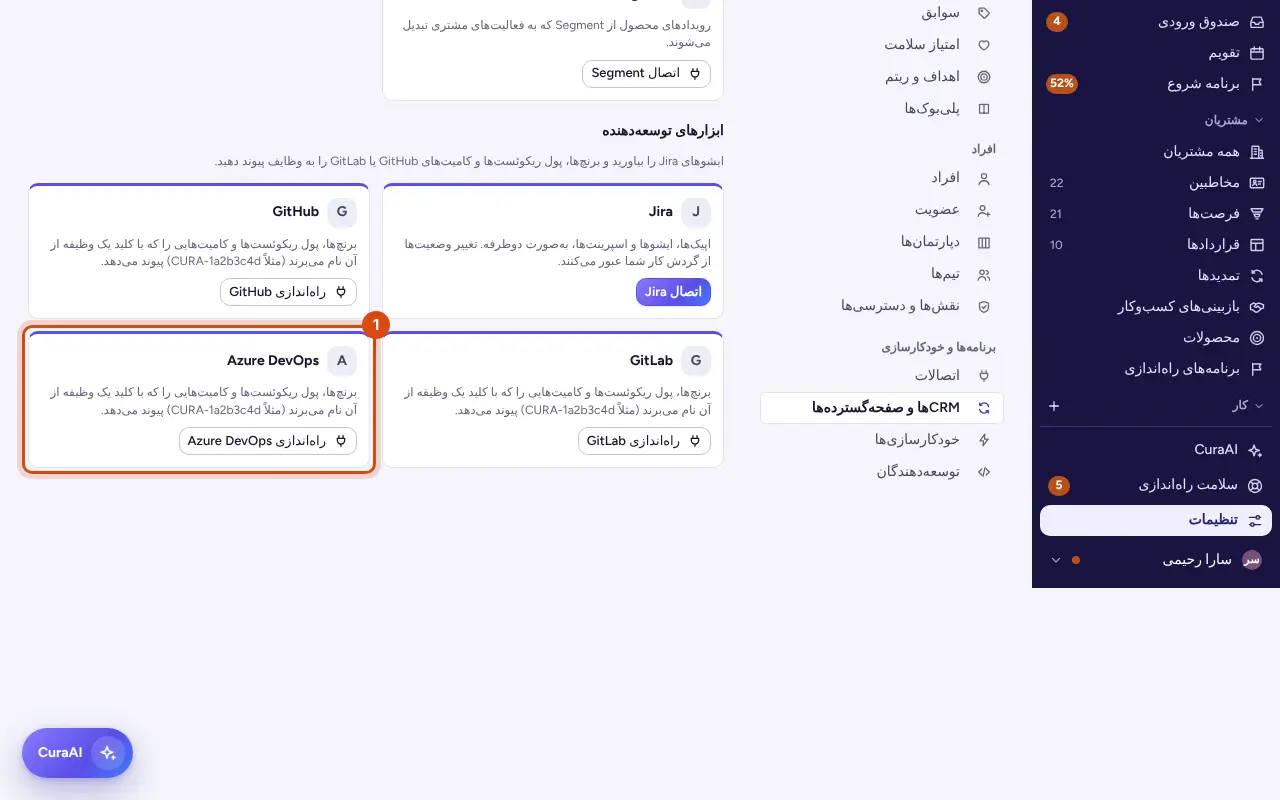 صندوق ورودی
4
تقویم
برنامه شروع
52%
مشتریان
همه مشتریان
مخاطبین
22
فرصت‌ها
21
قراردادها
10
تمدیدها
بازبینی‌های کسب‌وکار
محصولات
برنامه‌های راه‌اندازی
کار
CuraAI
سلامت راه‌اندازی
5
تنظیمات
سر
سارا رحیمی
سوابق
امتیاز سلامت
اهداف و ریتم
پلی‌بوک‌ها
افراد
افراد
عضویت
دپارتمان‌ها
تیم‌ها
نقش‌ها و دسترسی‌ها
برنامه‌ها و خودکارسازی
اتصالات
CRMها و صفحه‌گسترده‌ها
خودکارسازی‌ها
توسعه‌دهندگان
رویدادهای محصول از Segment که به فعالیت‌های مشتری تبدیل
می‌شوند.
اتصال Segment
ابزارهای توسعه‌دهنده
ایشوهای Jira را بیاورید و برنچ‌ها، پول ریکوئست‌ها و کامیت‌های GitHub یا GitLab را به وظایف پیوند دهید.
J
Jira
اپیک‌ها، ایشوها و اسپرینت‌ها، به‌صورت دوطرفه. تغییر وضعیت‌ها
از گردش کار شما عبور می‌کنند.
اتصال Jira
G
GitHub
برنچ‌ها، پول ریکوئست‌ها و کامیت‌هایی را که با کلید یک وظیفه از
آن نام می‌برند (مثلاً CURA-1a2b3c4d) پیوند می‌دهد.
راه‌اندازی GitHub
G
GitLab
برنچ‌ها، پول ریکوئست‌ها و کامیت‌هایی را که با کلید یک وظیفه از
آن نام می‌برند (مثلاً CURA-1a2b3c4d) پیوند می‌دهد.
راه‌اندازی GitLab
1
A
Azure DevOps
برنچ‌ها، پول ریکوئست‌ها و کامیت‌هایی را که با کلید یک وظیفه از
آن نام می‌برند (مثلاً CURA-1a2b3c4d) پیوند می‌دهد.
راه‌اندازی Azure DevOps
CuraAI